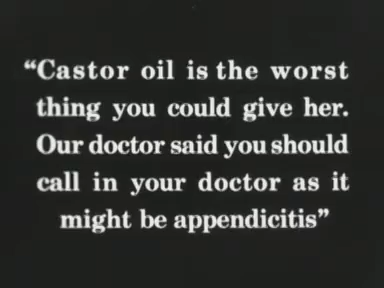 “Castor oil is the worst
thing you could give her.
Our doctor said you should
call in your doctor as it
might be appendicitis”